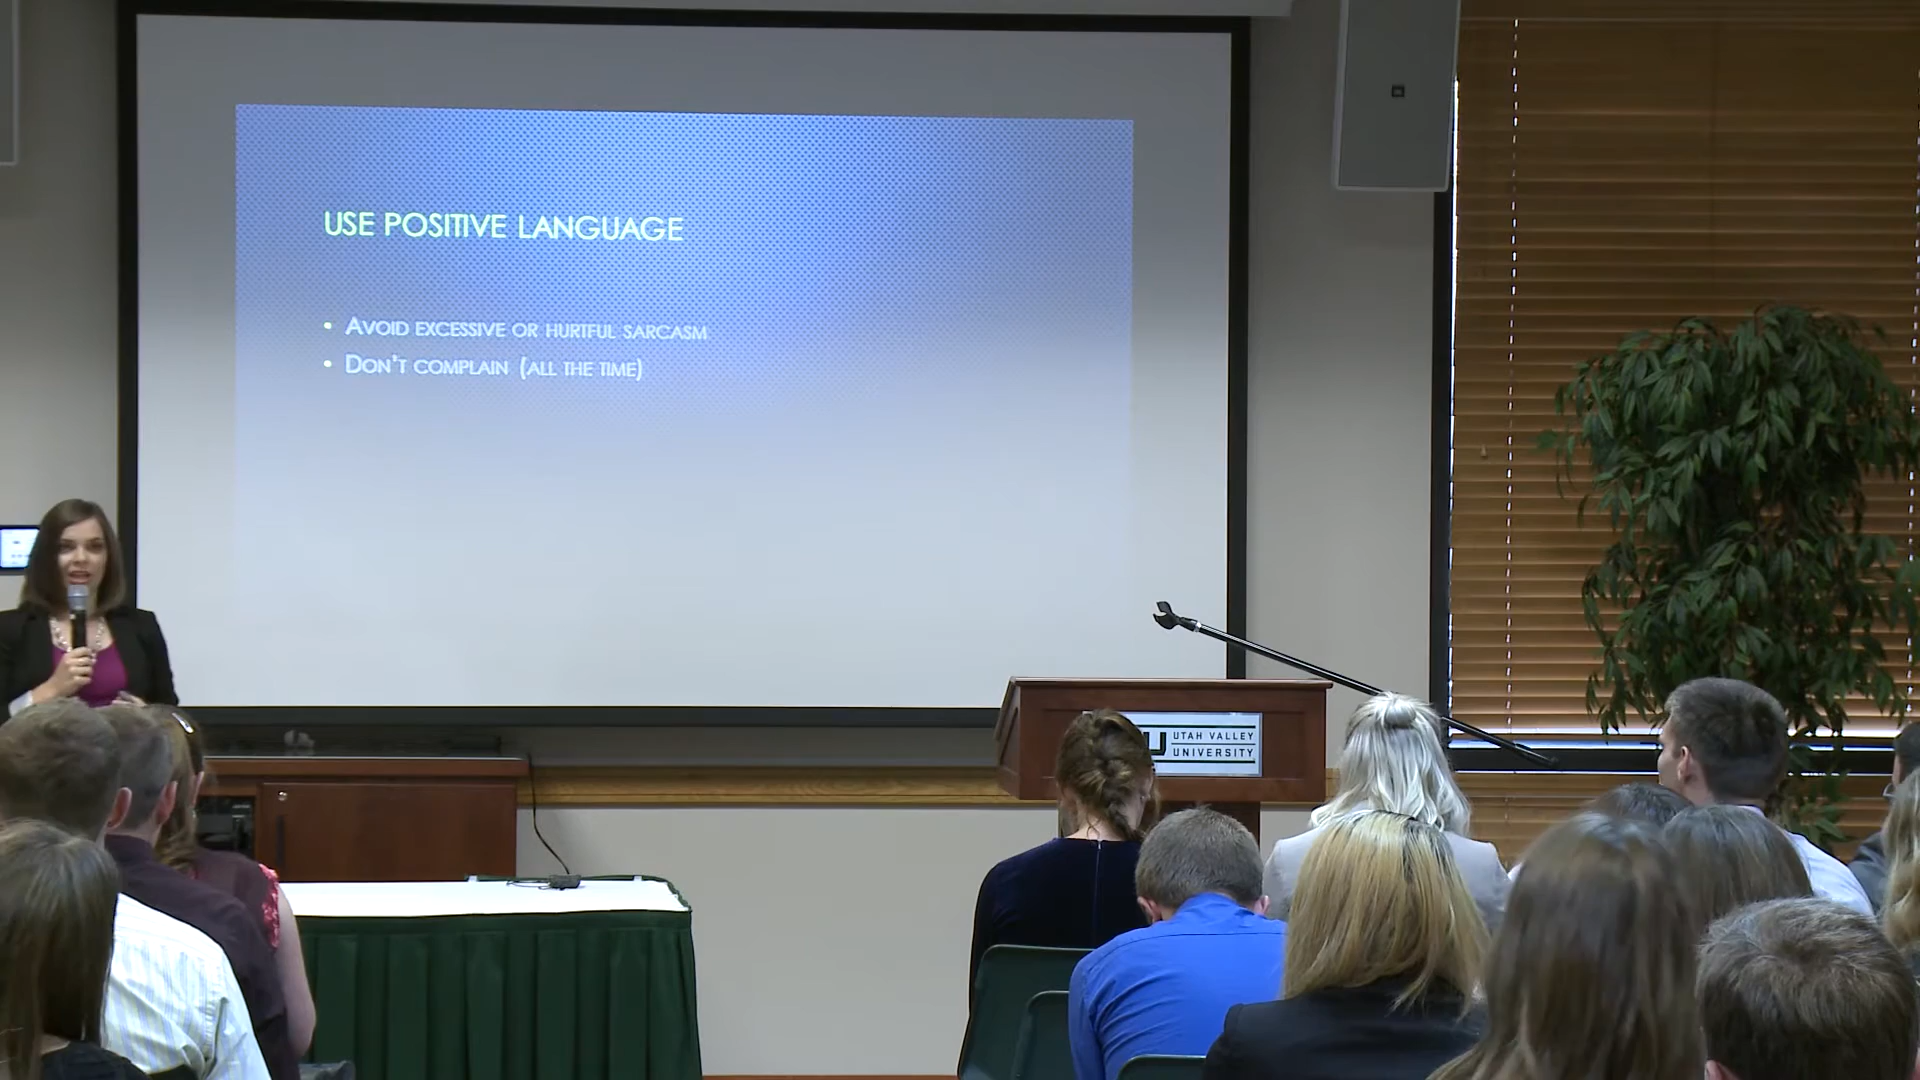 USE POSITIVE LANGUAGE
• AVOID EXCESSIVE OR HURTFUL SARCASM
• DON'T COMPLAIN (ALL THE TIME)
UTAH VALLEY
UNIVERSITY